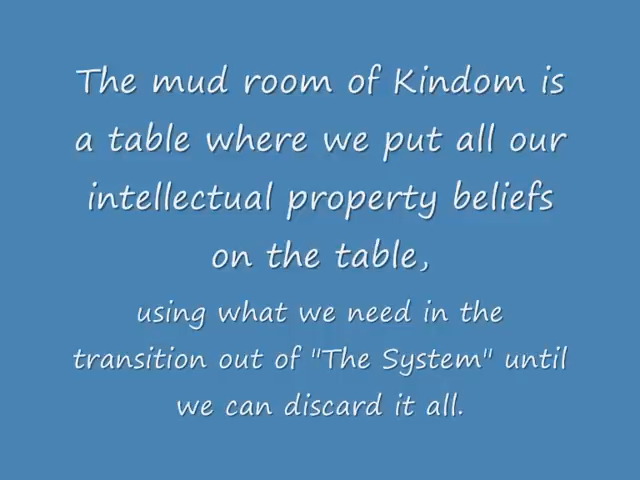 The mud room of Kindom is
a table where we put all our
intellectual property beliefs
on the table,
using what we need in the
transition out of "The System" until
we can discard it all.